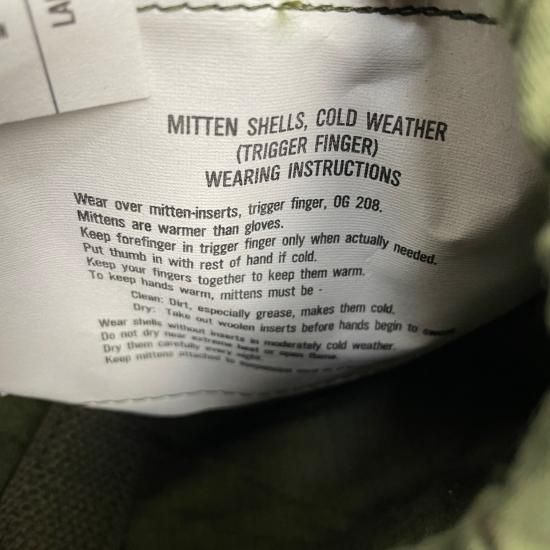 LA
MITTEN SHELLS, COLD WEATHER
(TRIGGER FINGER)
WEARING INSTRUCTIONS
Wear over mitten-inserts, trigger finger, OG 208.
Mittens are warmer than gloves.
Keep forefinger in trigger finger only when actually needed.
Put thumb in with rest of hand if cold.
Keep your fingers together to keep them warm.
To keep hands warm, mittens must be -
Clean: Dirt, especially grease, makes them cold.
Dry: Take out woolen inserts before hands begin to
Wear shells without inserts in moderately cold weather.
Do not dry near extreme heat or open flame.
Dry them carefully every night.
Keep mittens attached to